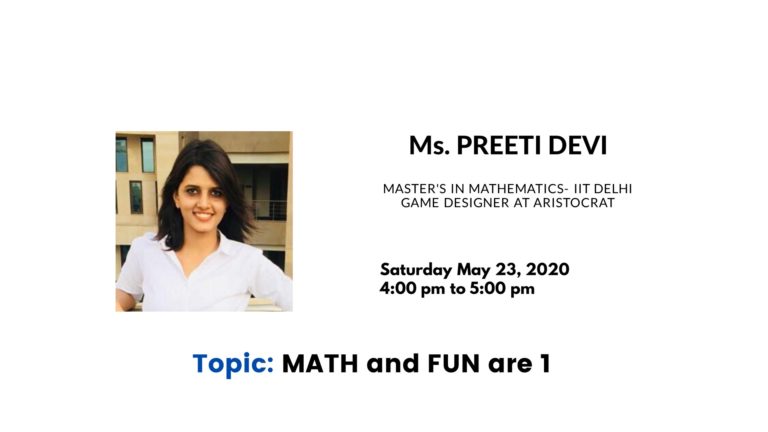 Ms. PREETI DEVI
MASTER'S IN MATHEMATICS- IIT DELHI
GAME DESIGNER AT ARISTOCRAT
Saturday May 23, 2020
4:00 pm to 5:00 pm
Topic: MATH and FUN are 1